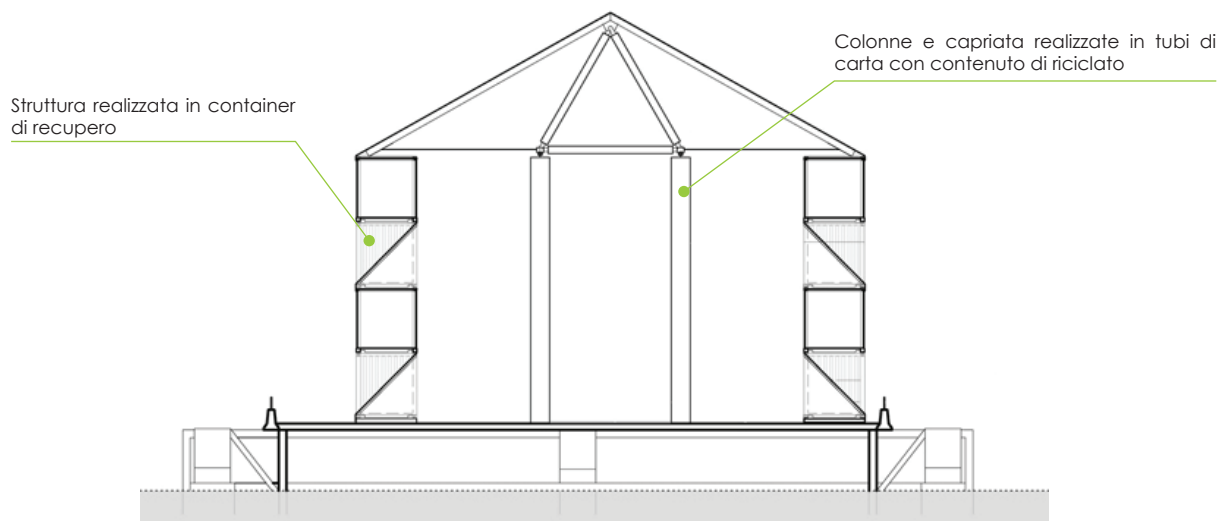 Colonne e capriata realizzate in tubi di
carta con contenuto di riciclato
Struttura realizzata in container
di recupero